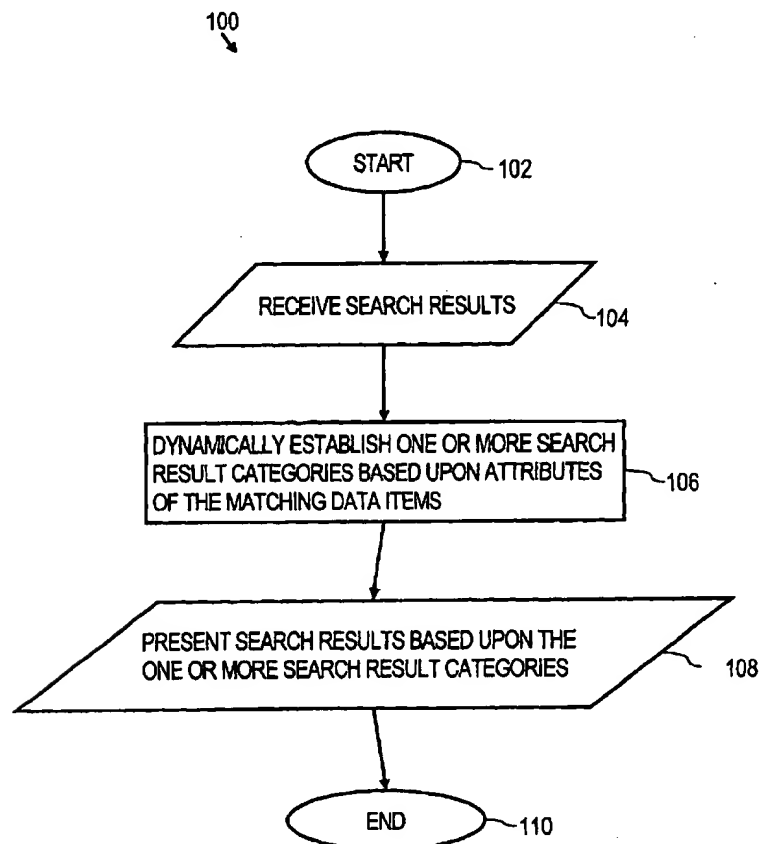 100
START
102
RECEIVE SEARCH RESULTS
104
DYNAMICALLY ESTABLISH ONE OR MORE SEARCH
RESULT CATEGORIES BASED UPON ATTRIBUTES
OF THE MATCHING DATA ITEMS
106
PRESENT SEARCH RESULTS BASED UPON THE
ONE OR MORE SEARCH RESULT CATEGORIES
108
END
110